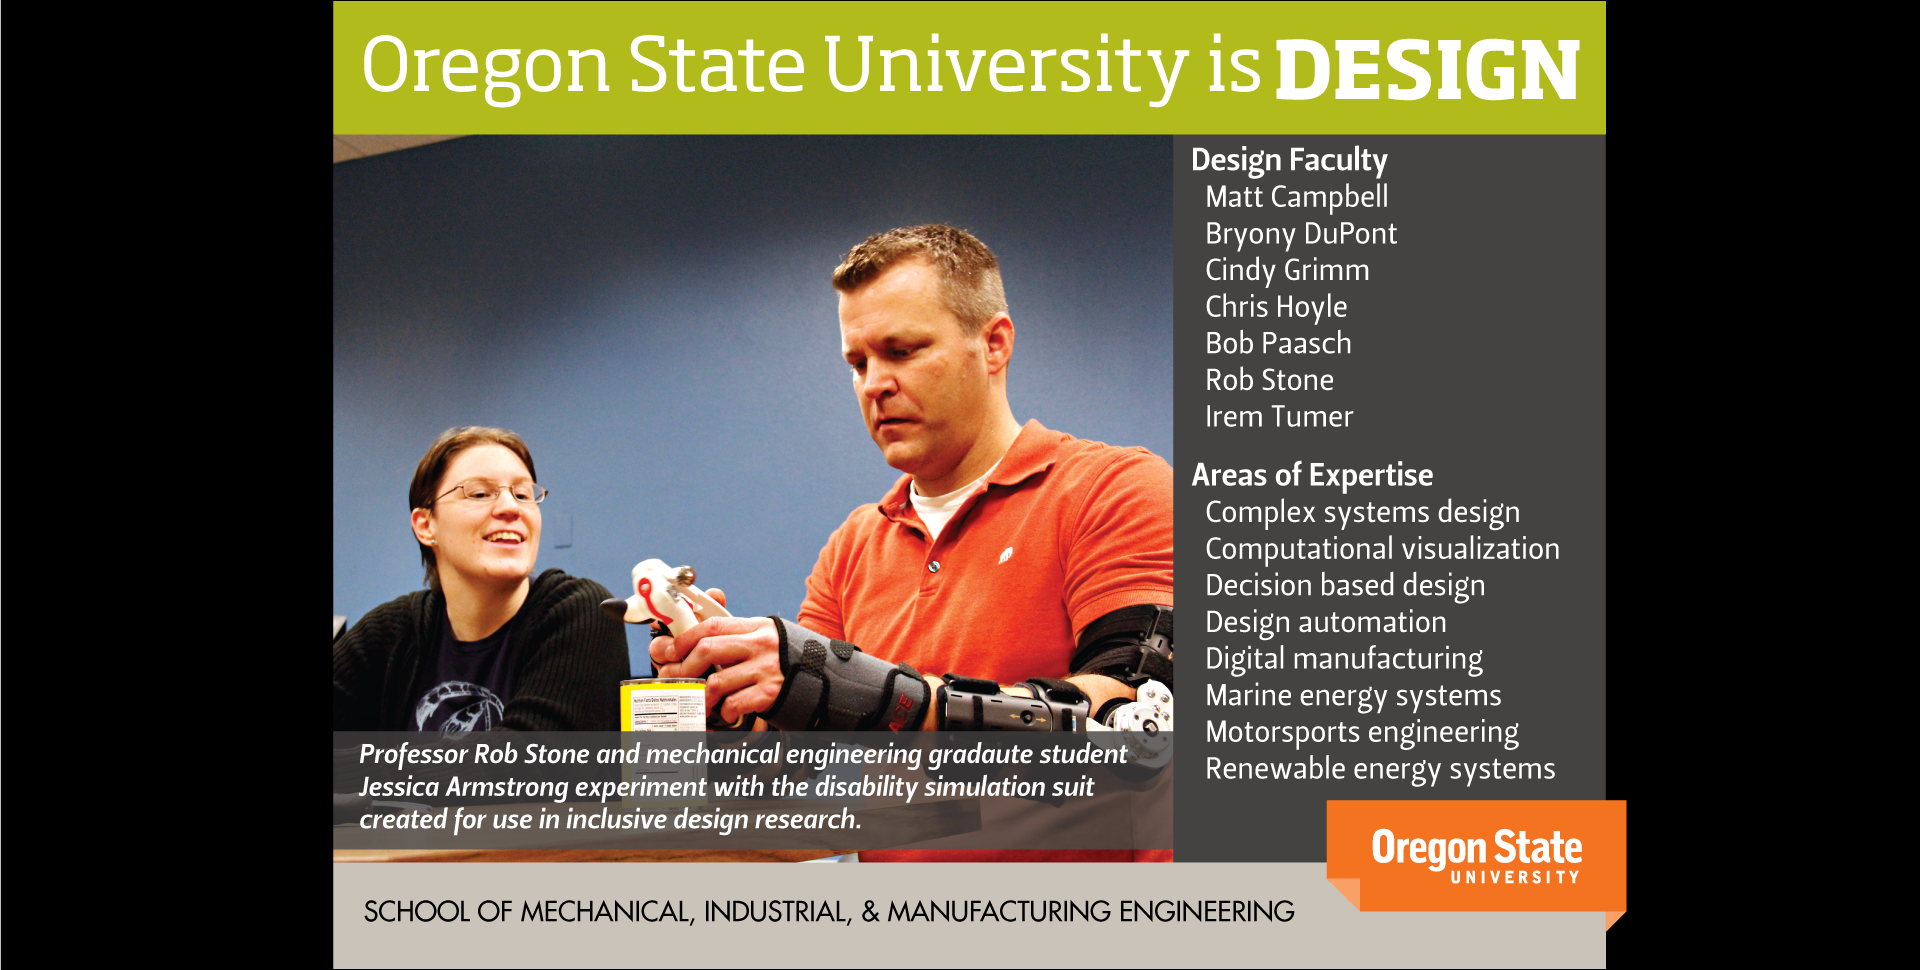 Oregon State University is DESIGN
Design Faculty
Matt Campbell
Bryony DuPont
Cindy Grimm
Chris Hoyle
Bob Paasch
Rob Stone
Irem Tumer
Areas of Expertise
Complex systems design
Computational visualization
Decision based design
Design automation
Digital manufacturing
Marine energy systems
Motorsports engineering
Renewable energy systems
Professor Rob Stone and mechanical engineering gradaute student
Jessica Armstrong experiment with the disability simulation suit
created for use in inclusive design research.
Oregon State
UNIVERSITY
SCHOOL OF MECHANICAL, INDUSTRIAL, & MANUFACTURING ENGINEERING